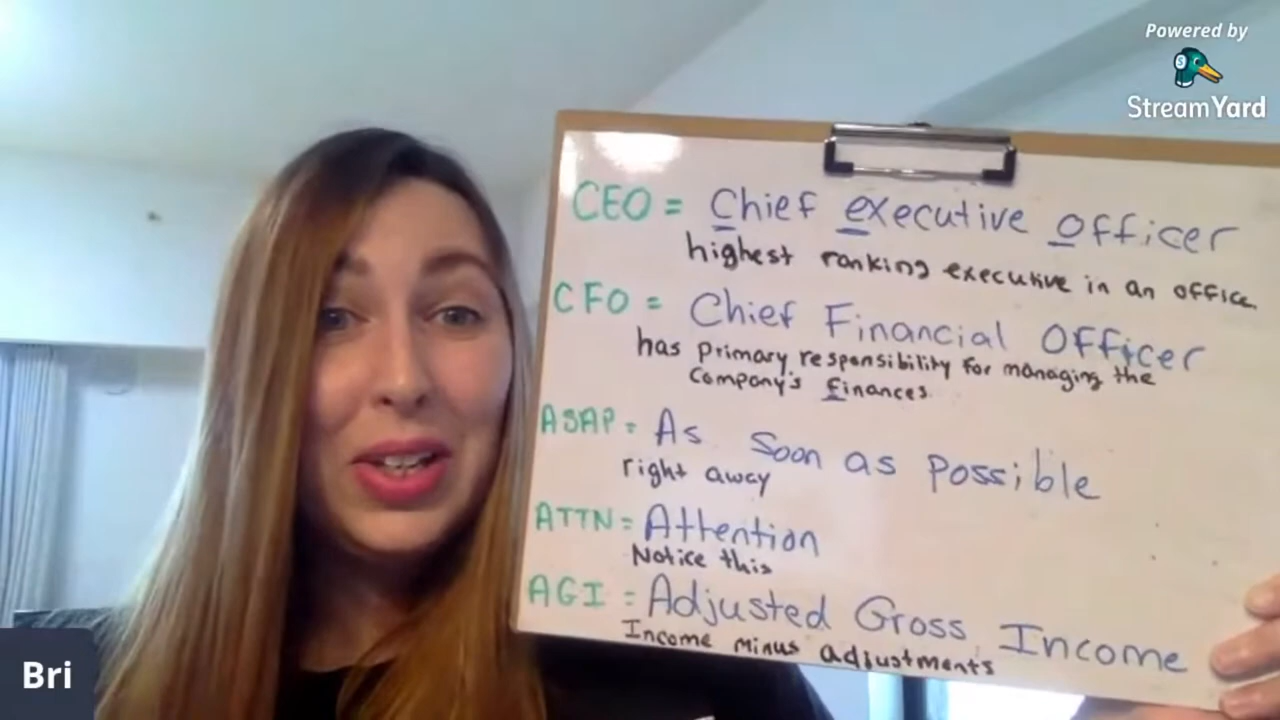 Powered by
StreamYard
CEO = Chief executive officer
highest ranking executive in an office.
CFO = Chief Financial Officer
has primary responsibility for managing the
company's finances.
ASAP = As soon as possible
right away
ATTN = Attention
Notice this
AGI = Adjusted Gross Income
Income minus adjustments
Bri